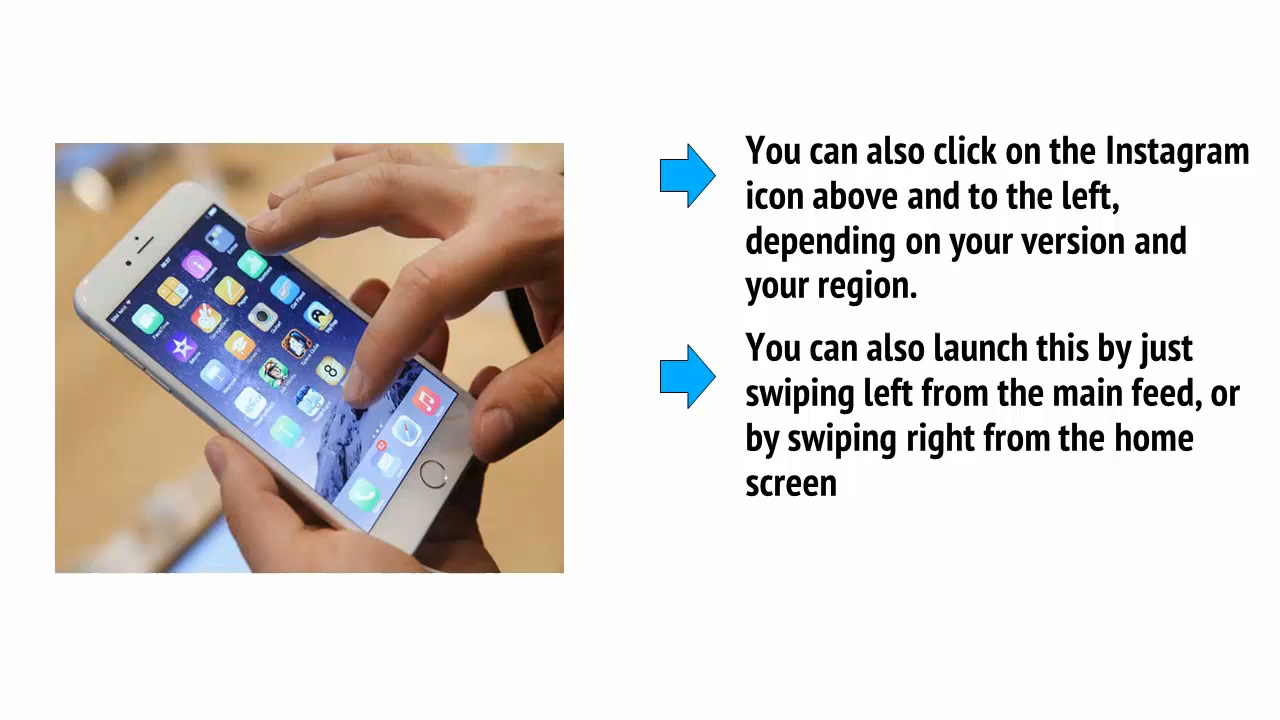 You can also click on the Instagram
icon above and to the left,
depending on your version and
your region.
You can also launch this by just
swiping left from the main feed, or
by swiping right from the home
screen